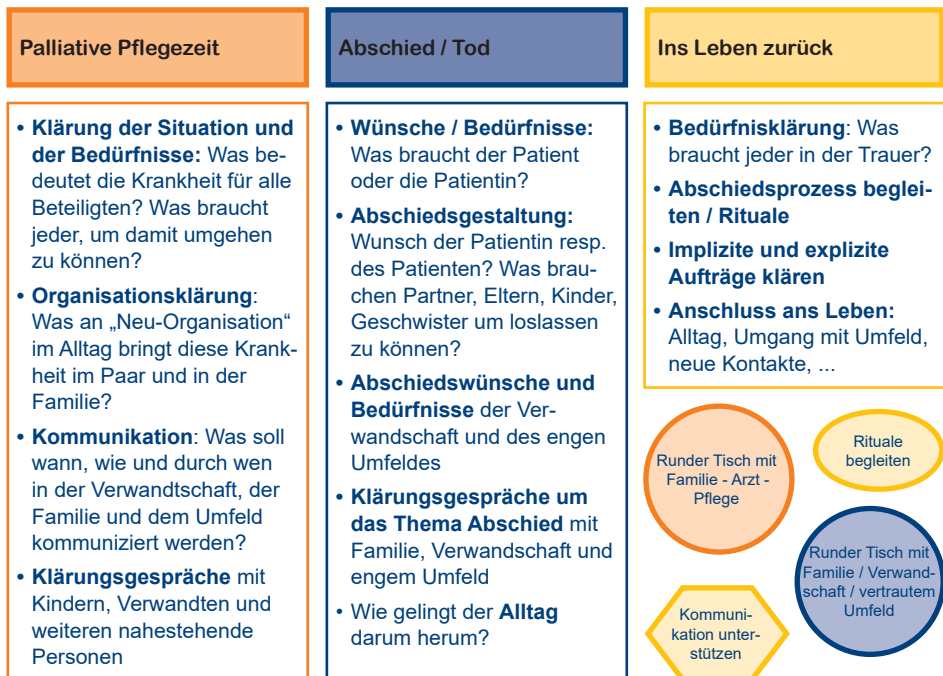 Palliative Pflegezeit
• Klärung der Situation und
der Bedürfnisse: Was be-
deutet die Krankheit für alle
Beteiligten? Was braucht
jeder, um damit umgehen
zu können?
• Organisationsklärung:
Was an „Neu-Organisation“
im Alltag bringt diese Krank-
heit im Paar und in der
Familie?
• Kommunikation: Was soll
wann, wie und durch wen
in der Verwandtschaft, der
Familie und dem Umfeld
kommuniziert werden?
• Klärungsgespräche mit
Kindern, Verwandten und
weiteren nahestehende
Personen
Abschied / Tod
• Wünsche / Bedürfnisse:
Was braucht der Patient
oder die Patientin?
• Abschiedsgestaltung:
Wunsch der Patientin resp.
des Patienten? Was brau-
chen Partner, Eltern, Kinder,
Geschwister um loslassen
zu können?
• Abschiedswünsche und
Bedürfnisse der Ver-
wandschaft und des engen
Umfeldes
• Klärungsgespräche um
das Thema Abschied mit
Familie, Verwandschaft und
engem Umfeld
• Wie gelingt der Alltag
darum herum?
Ins Leben zurück
• Bedürfnisklärung: Was
braucht jeder in der Trauer?
• Abschiedsprozess beglei-
ten / Rituale
• Implizite und explizite
Aufträge klären
• Anschluss ans Leben:
Alltag, Umgang mit Umfeld,
neue Kontakte, ...
Runder Tisch mit
Familie - Arzt -
Pflege
Rituale
begleiten
Runder Tisch mit
Familie / Verwand-
schaft / vertrautem
Umfeld
Kommuni-
kation unter-
stützen